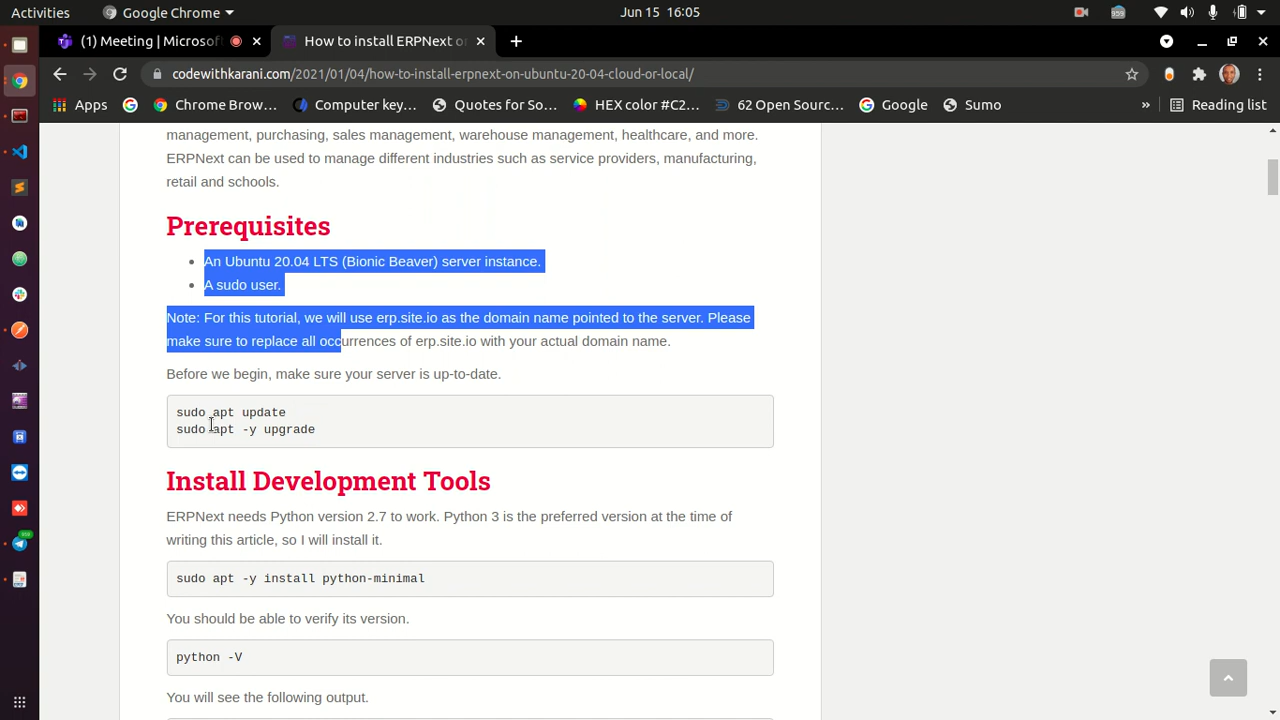 Activities
Google Chrome
Jun 15 16:05
959
(1) Meeting | Microsof
How to install ERPNext or
codewithkarani.com/2021/01/04/how-to-install-erpnext-on-ubuntu-20-04-cloud-or-local/
Apps
Chrome Brow...
Computer key...
Quotes for So...
HEX color #C2...
62 Open Sourc...
Google
Sumo
»
Reading list
management, purchasing, sales management, warehouse management, healthcare, and more.
ERPNext can be used to manage different industries such as service providers, manufacturing,
retail and schools.
Prerequisites
An Ubuntu 20.04 LTS (Bionic Beaver) server instance.
A sudo user.
Note: For this tutorial, we will use erp.site.io as the domain name pointed to the server. Please
make sure to replace all occurrences of erp.site.io with your actual domain name.
Before we begin, make sure your server is up-to-date.
sudo apt update
sudo apt -y upgrade
Install Development Tools
ERPNext needs Python version 2.7 to work. Python 3 is the preferred version at the time of
writing this article, so I will install it.
sudo apt -y install python-minimal
You should be able to verify its version.
python -V
You will see the following output.
959